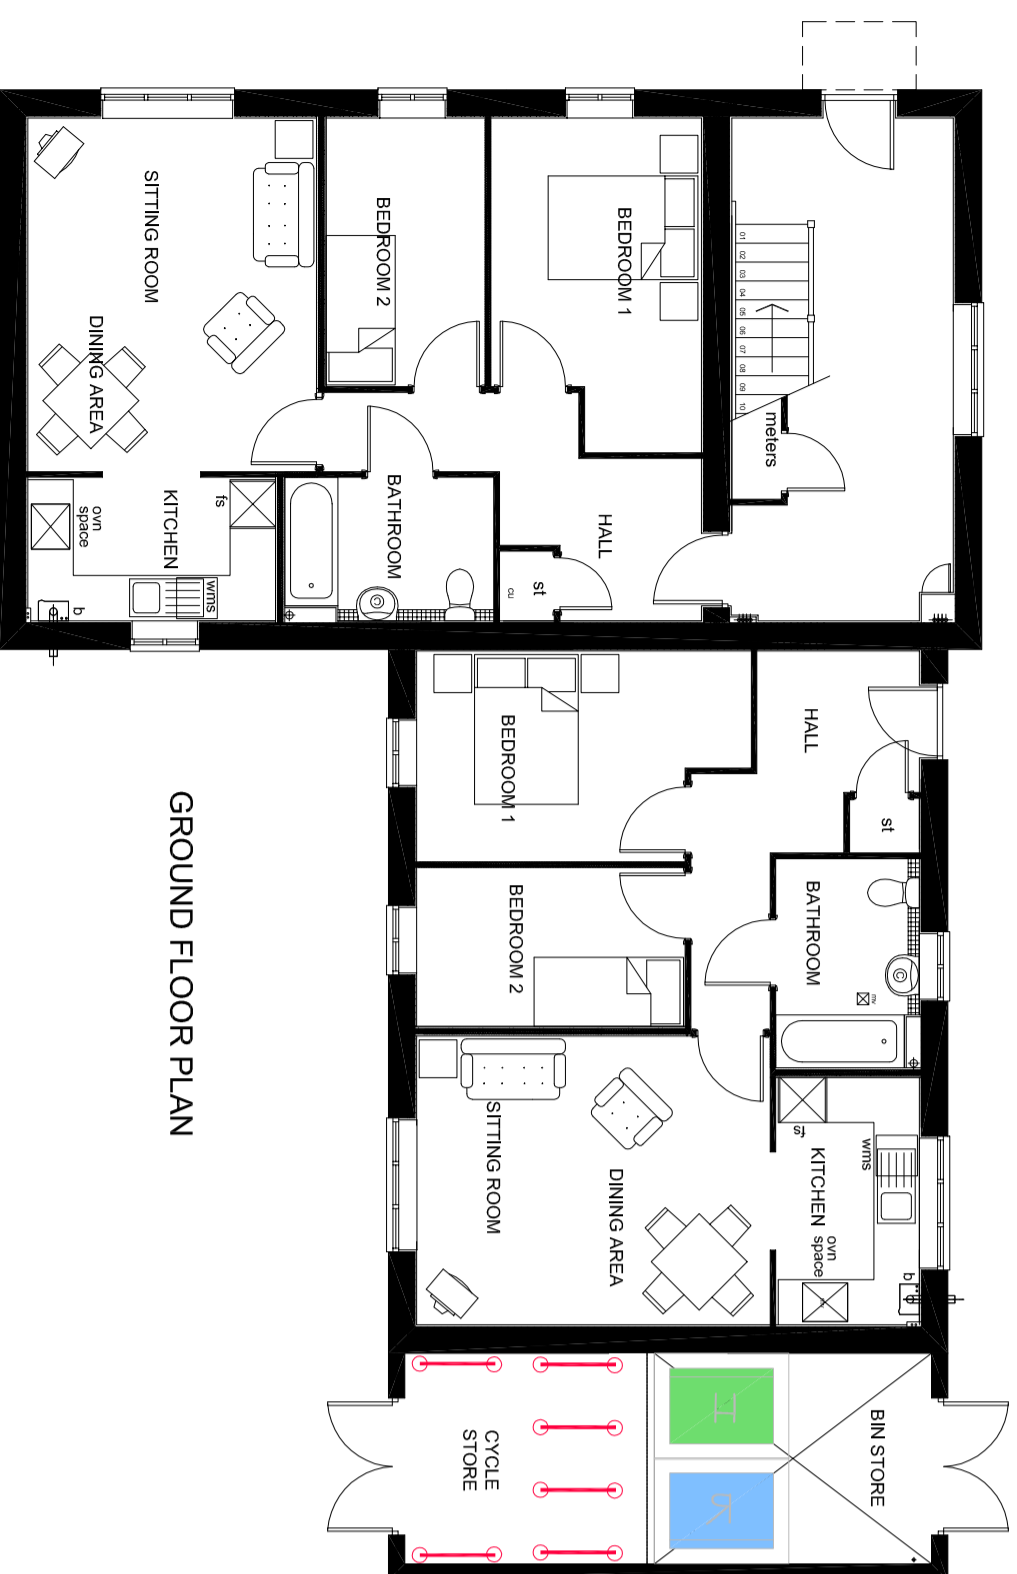 SITTING ROOM
DINING AREA
BEDROOM 2
BEDROOM 1
01
02
03
04
05
06
07
08
09
10
meters
KITCHEN
fs
ovn
space
wms
b
BATHROOM
C
HALL
st
cu
HALL
st
BEDROOM 1
BEDROOM 2
BATHROOM
C
mv
SITTING ROOM
DINING AREA
KITCHEN
fs
wms
ovn
space
b
CYCLE
STORE
BIN STORE
H
R
GROUND FLOOR PLAN